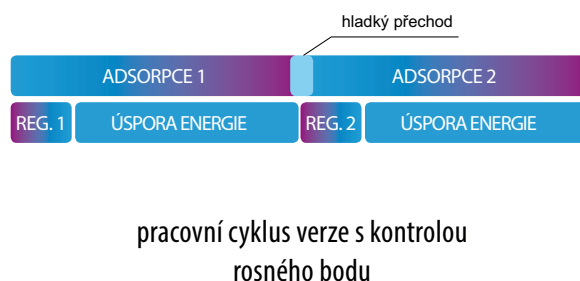 hladký přechod
ADSORPCE 1 ADSORPCE 2
REG. 1 ÚSPORA ENERGIE REG. 2 ÚSPORA ENERGIE
pracovní cyklus verze s kontrolou
rosného bodu